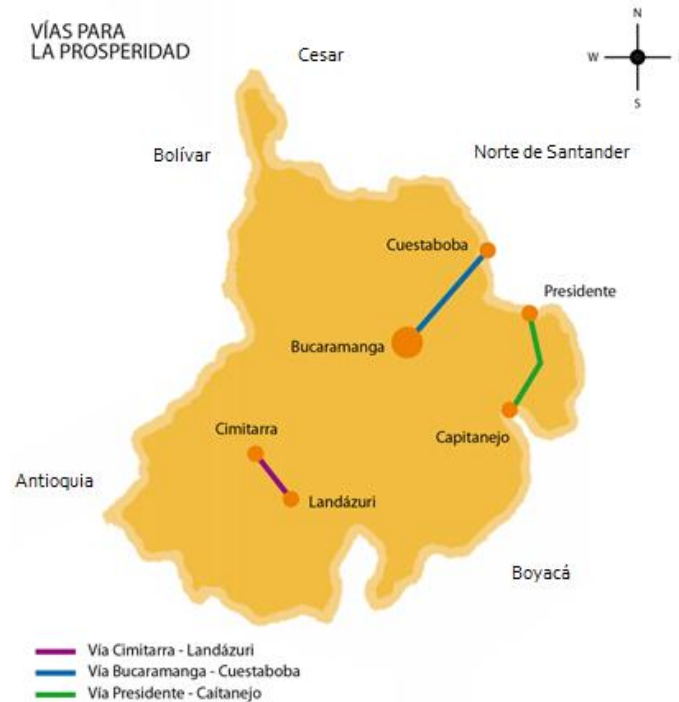 VÍAS PARA
LA PROSPERIDAD
Cesar
N
W
S
Bolívar
Norte de Santander
Cuestaboba
Presidente
Bucaramanga
Cimitarra
Capitanejo
Antioquia
Landázuri
Boyacá
Vía Cimitarra - Landázuri
Vía Bucaramanga - Cuestaboba
Vía Presidente - Caítanejo